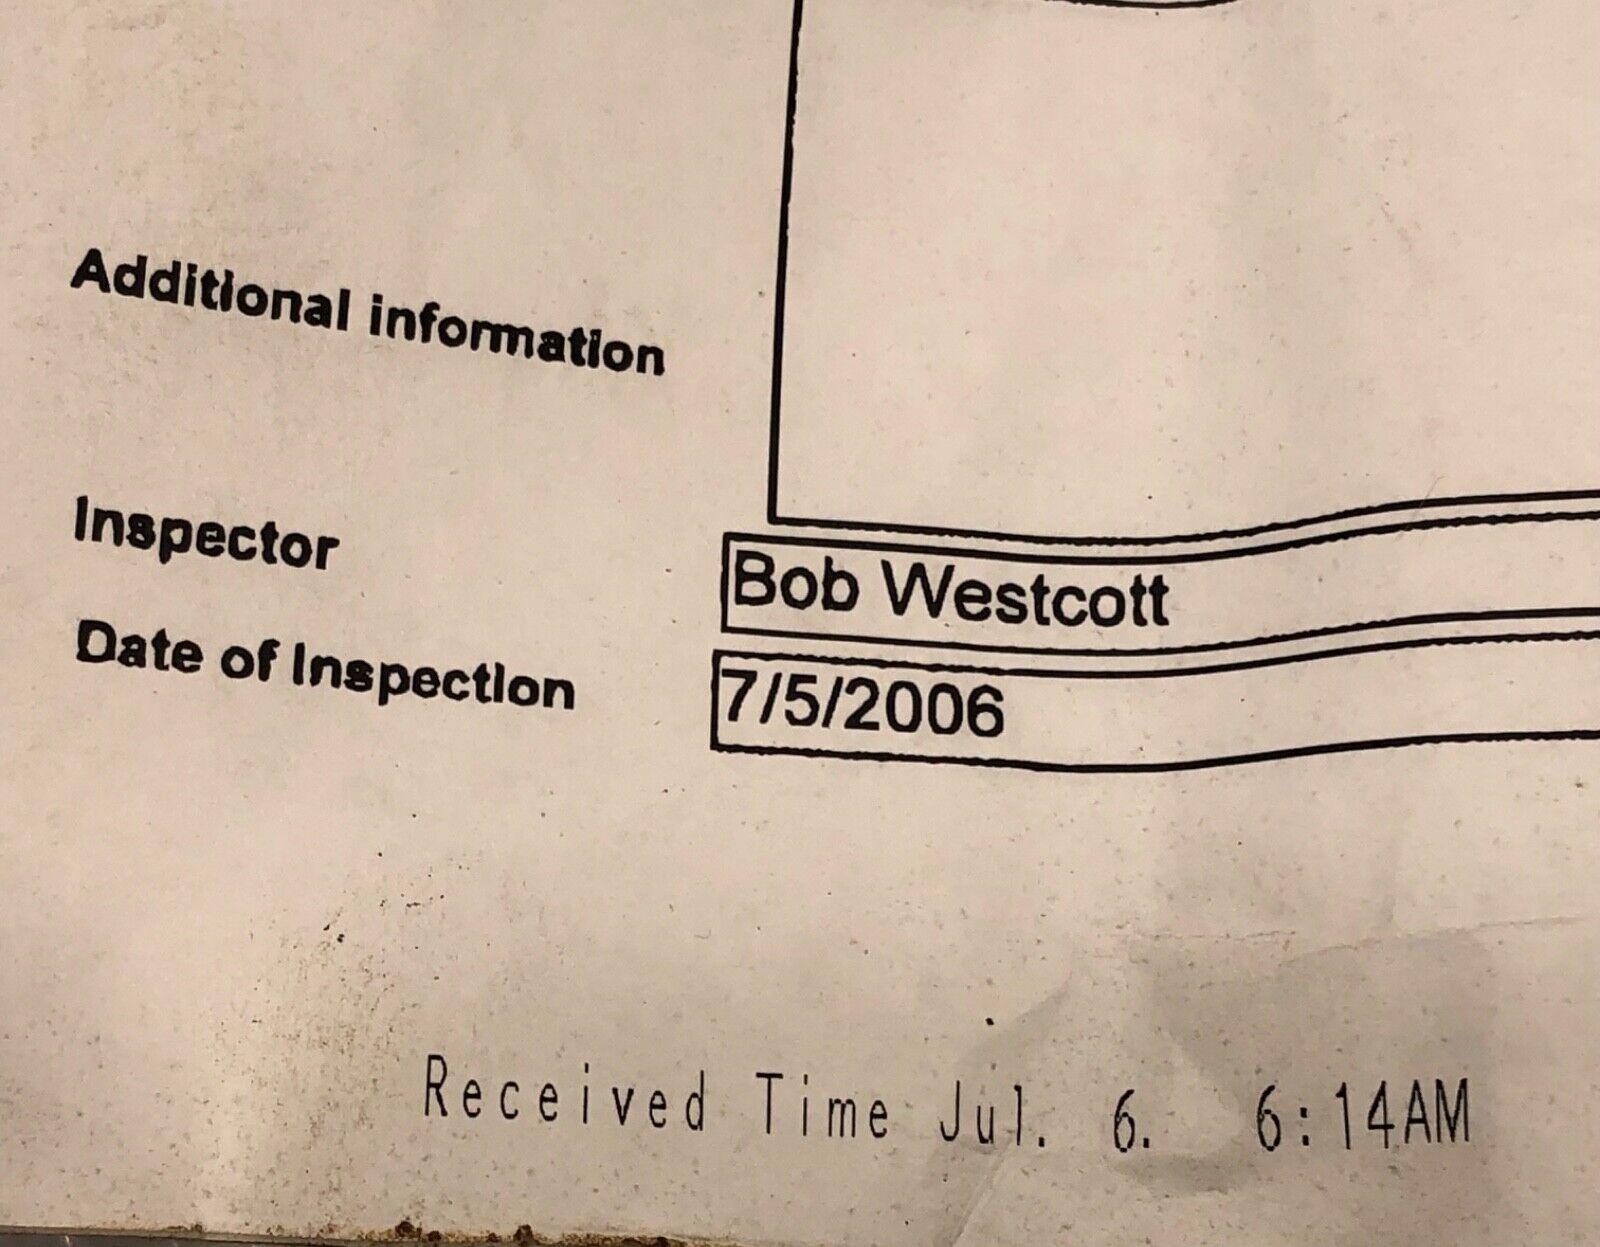 Additional information
Inspector
Bob Westcott
Date of Inspection
7/5/2006
Received Time Jul. 6. 6:14AM